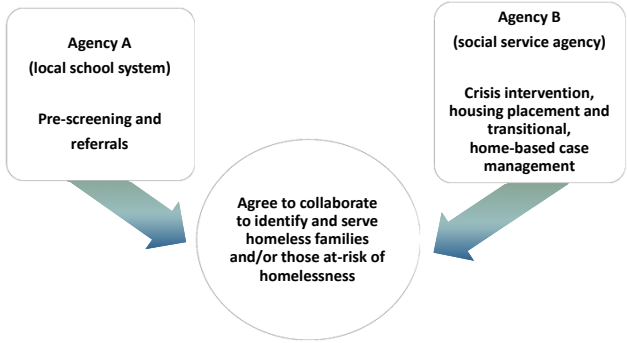 Agency A
(local school system)
Pre-screening and
referrals
Agency B
(social service agency)
Crisis intervention,
housing placement and
transitional,
home-based case
management
Agree to collaborate
to identify and serve
homeless families
and/or those at-risk of
homelessness